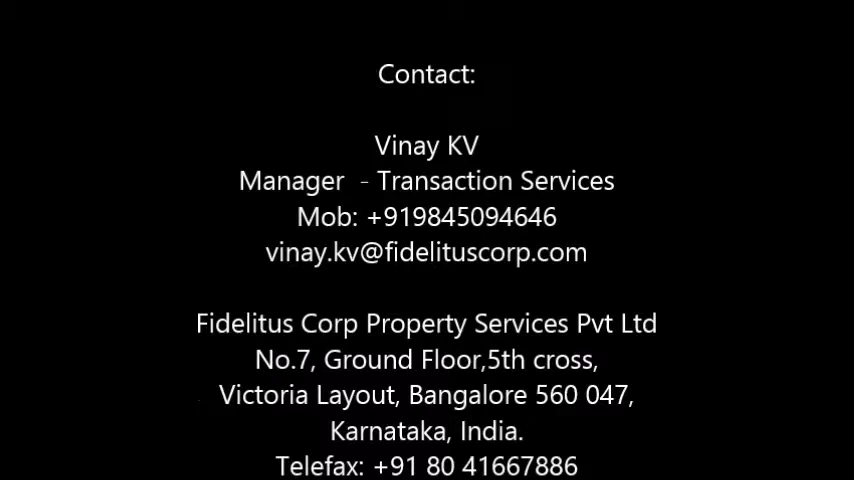 Contact:
Vinay KV
Manager - Transaction Services
Mob: +919845094646
vinay.kv@fidelituscorp.com
Fidelitus Corp Property Services Pvt Ltd
No.7, Ground Floor,5th cross,
Victoria Layout, Bangalore 560 047,
Karnataka, India.
Telefax: +91 80 41667886